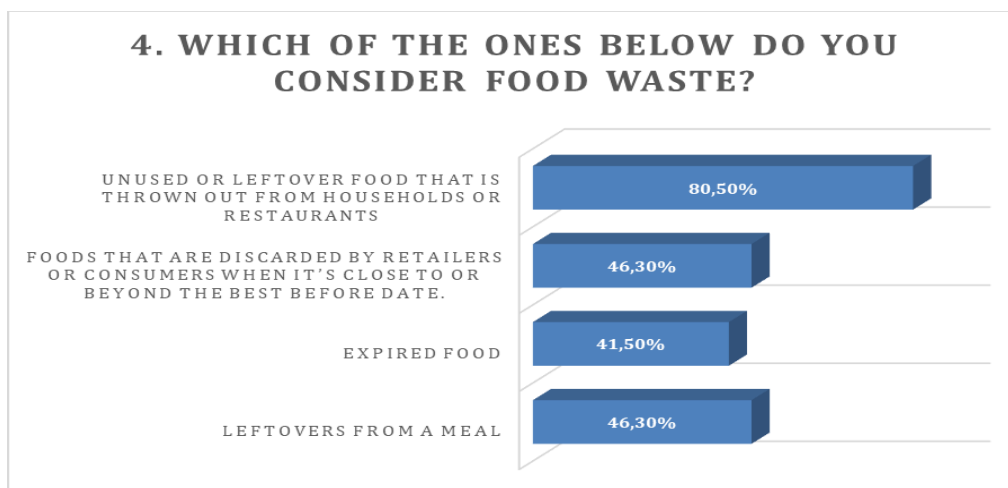 4. WHICH OF THE ONES BELOW DO YOU
CONSIDER FOOD WASTE?
UNUSED OR LEFTOVER FOOD THAT IS
THROWN OUT FROM HOUSEHOLDS OR
RESTAURANTS
80,50%
FOODS THAT ARE DISCARDED BY RETAILERS
OR CONSUMERS WHEN IT'S CLOSE TO OR
BEYOND THE BEST BEFORE DATE.
46,30%
EXPIRED FOOD
41,50%
LEFTOVERS FROM A MEAL
46,30%